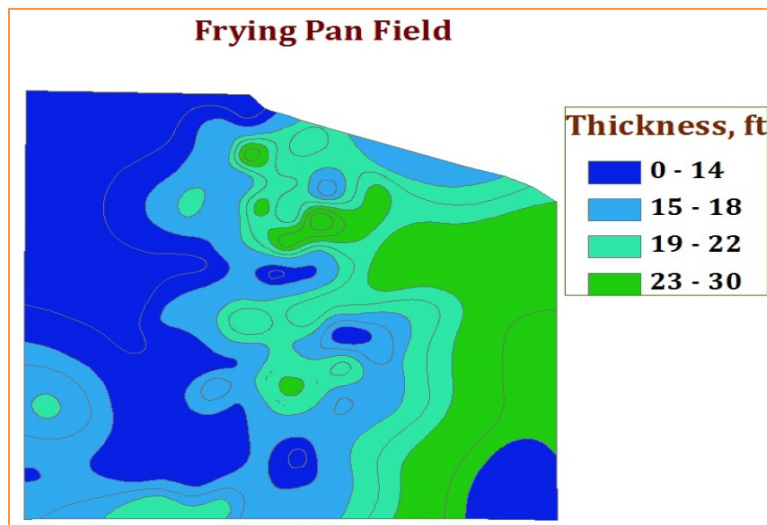 Frying Pan Field
Thickness, ft
0 - 14
15 - 18
19 - 22
23 - 30